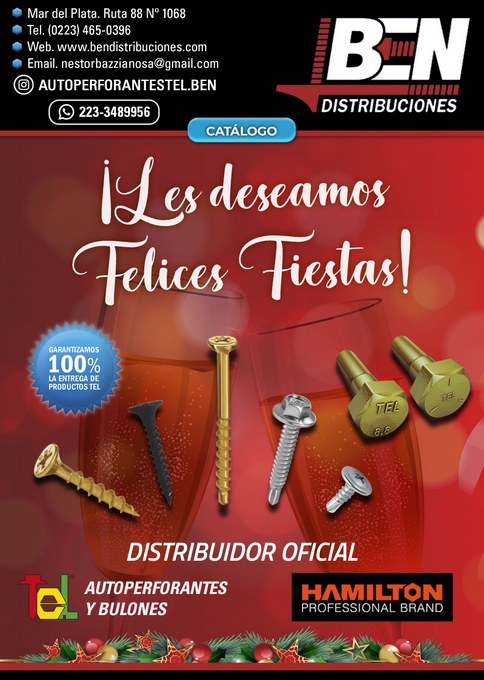 Mar del Plata. Ruta 88 Nº 1068
Tel. (0223) 465-0396
Web. www.bendistribuciones.com
Email. nestorbazzianosa@gmail.com
AUTOPERFORANTESTEL.BEN
223-3489956
BEN
DISTRIBUCIONES
CATÁLOGO
¡Les deseamos
Felices Fiestas!
GARANTIZAMOS
100%
LA ENTREGA DE
PRODUCTOS TEL
TEL
8.8
TEL
DISTRIBUIDOR OFICIAL
TEL
AUTOPERFORANTES
Y BULONES
HAMILTON
PROFESSIONAL BRAND